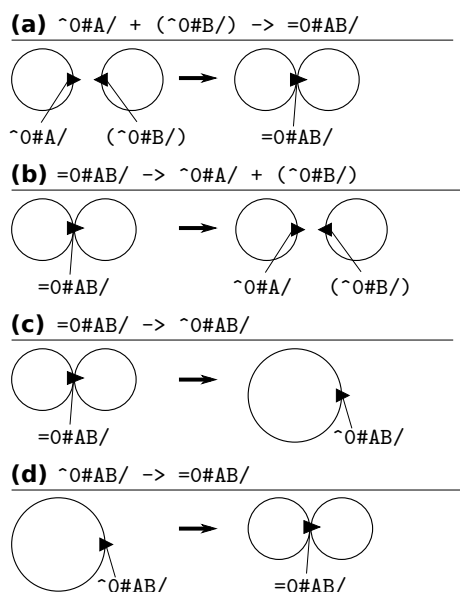 (a) ^0#A/ + (^0#B/) -> =0#AB/
^0#A/ (^0#B/) =0#AB/
(b) =0#AB/ -> ^0#A/ + (^0#B/)
=0#AB/ ^0#A/ (^0#B/)
(c) =0#AB/ -> ^0#AB/
=0#AB/ ^0#AB/
(d) ^0#AB/ -> =0#AB/
^0#AB/ =0#AB/